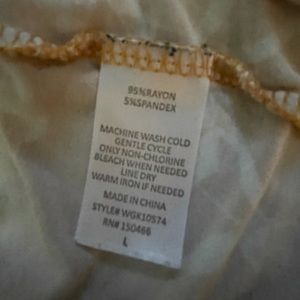 95%RAYON
5%SPANDEX
MACHINE WASH COLD
GENTLE CYCLE
ONLY NON-CHLORINE
BLEACH WHEN NEEDED
LINE DRY
WARM IRON IF NEEDED
MADE IN CHINA
STYLE# WGK10574
RN# 150466
L